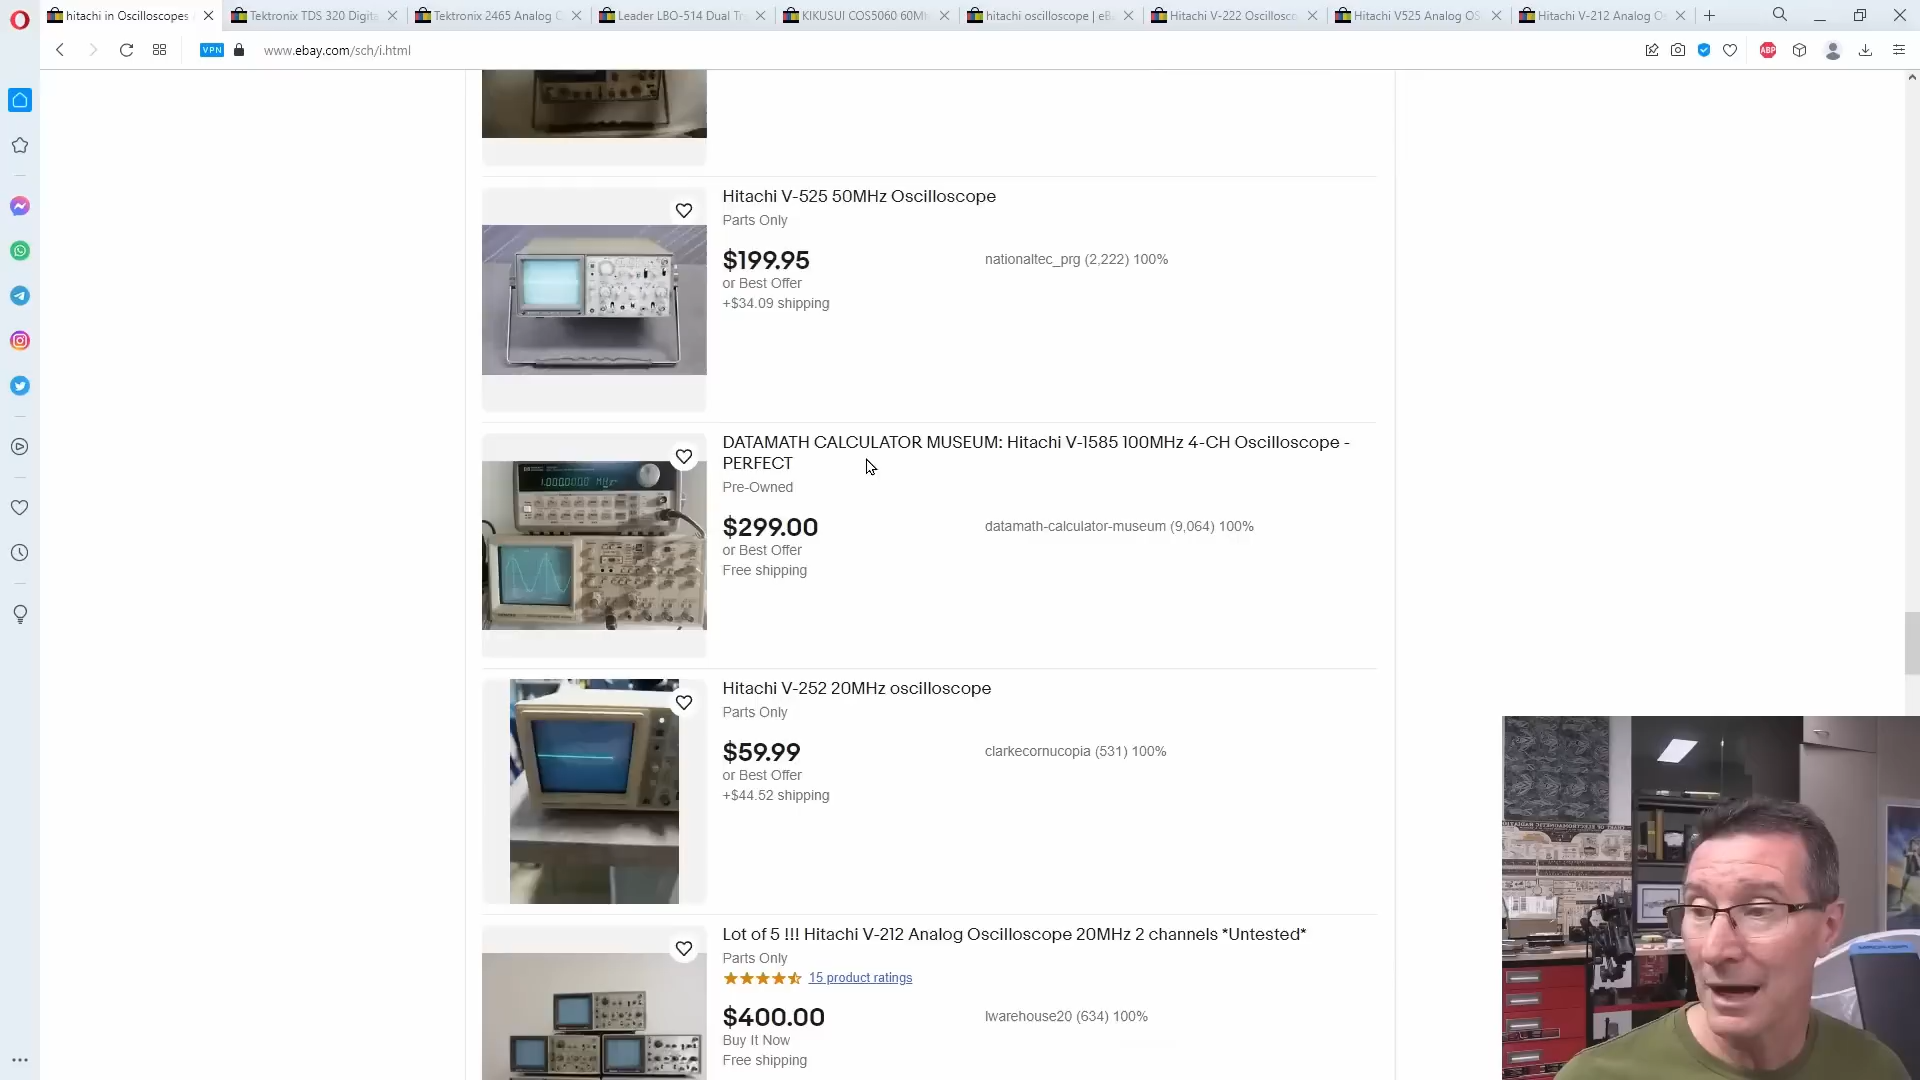 hitachi in Oscilloscopes
Tektronix TDS 320 Digita
Tektronix 2465 Analog O
Leader LBO-514 Dual Tr
KIKUSUI COS5060 60M
hitachi oscilloscope | eB
Hitachi V-222 Oscillosc
Hitachi V525 Analog OS
Hitachi V-212 Analog O
VPN
www.ebay.com/sch/i.html
ABP
Hitachi V-525 50MHz Oscilloscope
Parts Only
$199.95
nationaltec_prg (2,222) 100%
or Best Offer
+$34.09 shipping
DATAMATH CALCULATOR MUSEUM: Hitachi V-1585 100MHz 4-CH Oscilloscope -
PERFECT
Pre-Owned
$299.00
datamath-calculator-museum (9,064) 100%
or Best Offer
Free shipping
Hitachi V-252 20MHz oscilloscope
Parts Only
$59.99
clarkecornucopia (531) 100%
or Best Offer
+$44.52 shipping
Lot of 5 !!! Hitachi V-212 Analog Oscilloscope 20MHz 2 channels *Untested*
Parts Only
15 product ratings
$400.00
lwarehouse20 (634) 100%
Buy It Now
Free shipping